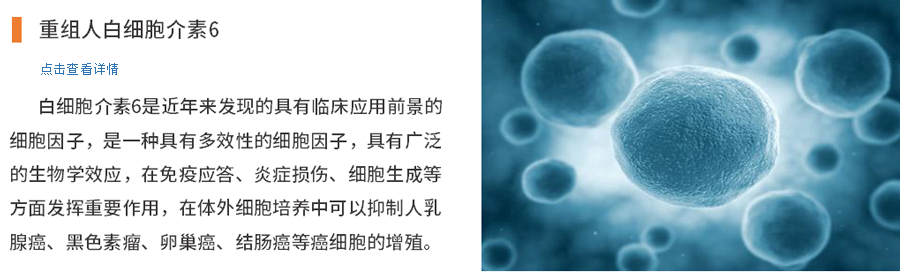 重组人白细胞介素6
点击查看详情
白细胞介素6是近年来发现的具有临床应用前景的
细胞因子，是一种具有多效性的细胞因子，具有广泛
的生物学效应，在免疫应答、炎症损伤、细胞生成等
方面发挥重要作用，在体外细胞培养中可以抑制人乳
腺癌、黑色素瘤、卵巢癌、结肠癌等癌细胞的增殖。